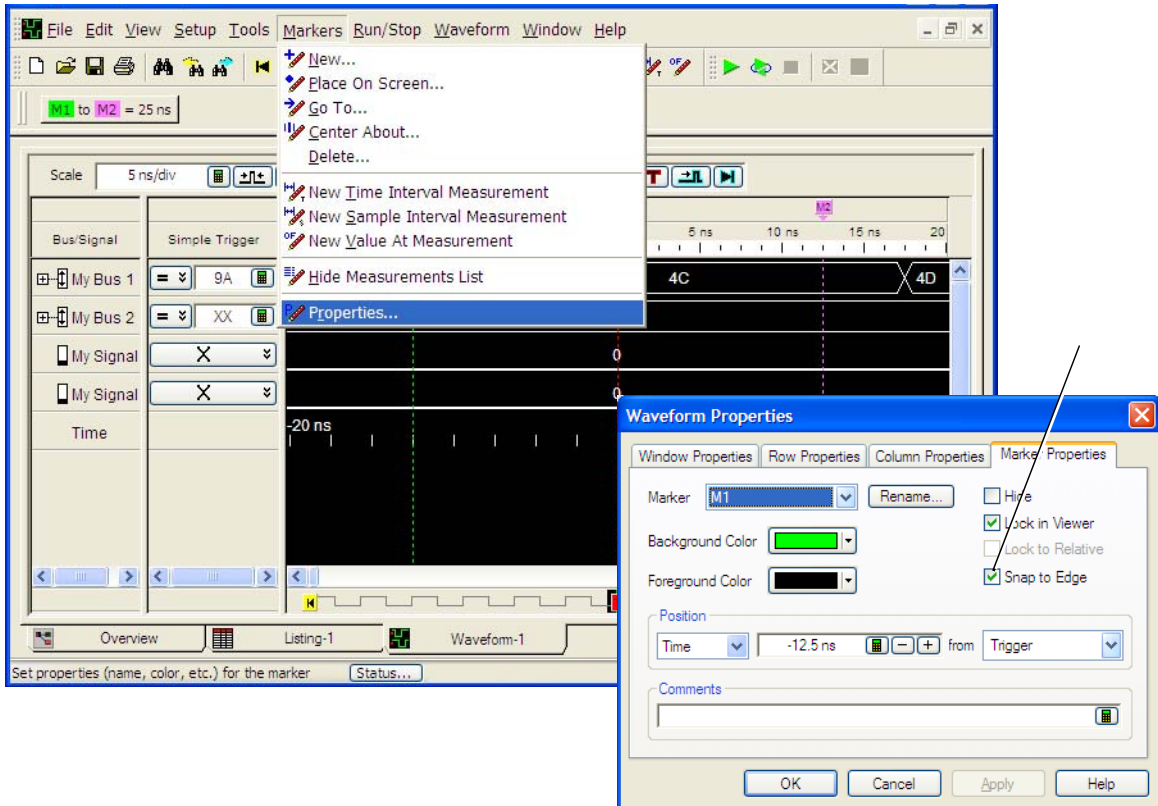 File Edit View Setup Tools Markers Run/Stop Waveform Window Help
New...
Place On Screen...
Go To...
Center About...
Delete...
New Time Interval Measurement
New Sample Interval Measurement
New Value At Measurement
Hide Measurements List
Properties...
M1 to M2 = 25 ns
Scale 5 ns/div
M2
Bus/Signal Simple Trigger 5 ns 10 ns 15 ns 20
My Bus 1 = 9A 4C 4D
My Bus 2 = XX
My Signal X 0
My Signal X 0
Time -20 ns
Overview Listing-1 Waveform-1
Set properties (name, color, etc.) for the marker Status...
Waveform Properties
Window Properties Row Properties Column Properties Marker Properties
Marker M1 Rename... Hide
Lock in Viewer
Background Color
Lock to Relative
Foreground Color Snap to Edge
Position
Time -12.5 ns from Trigger
Comments
OK Cancel Apply Help